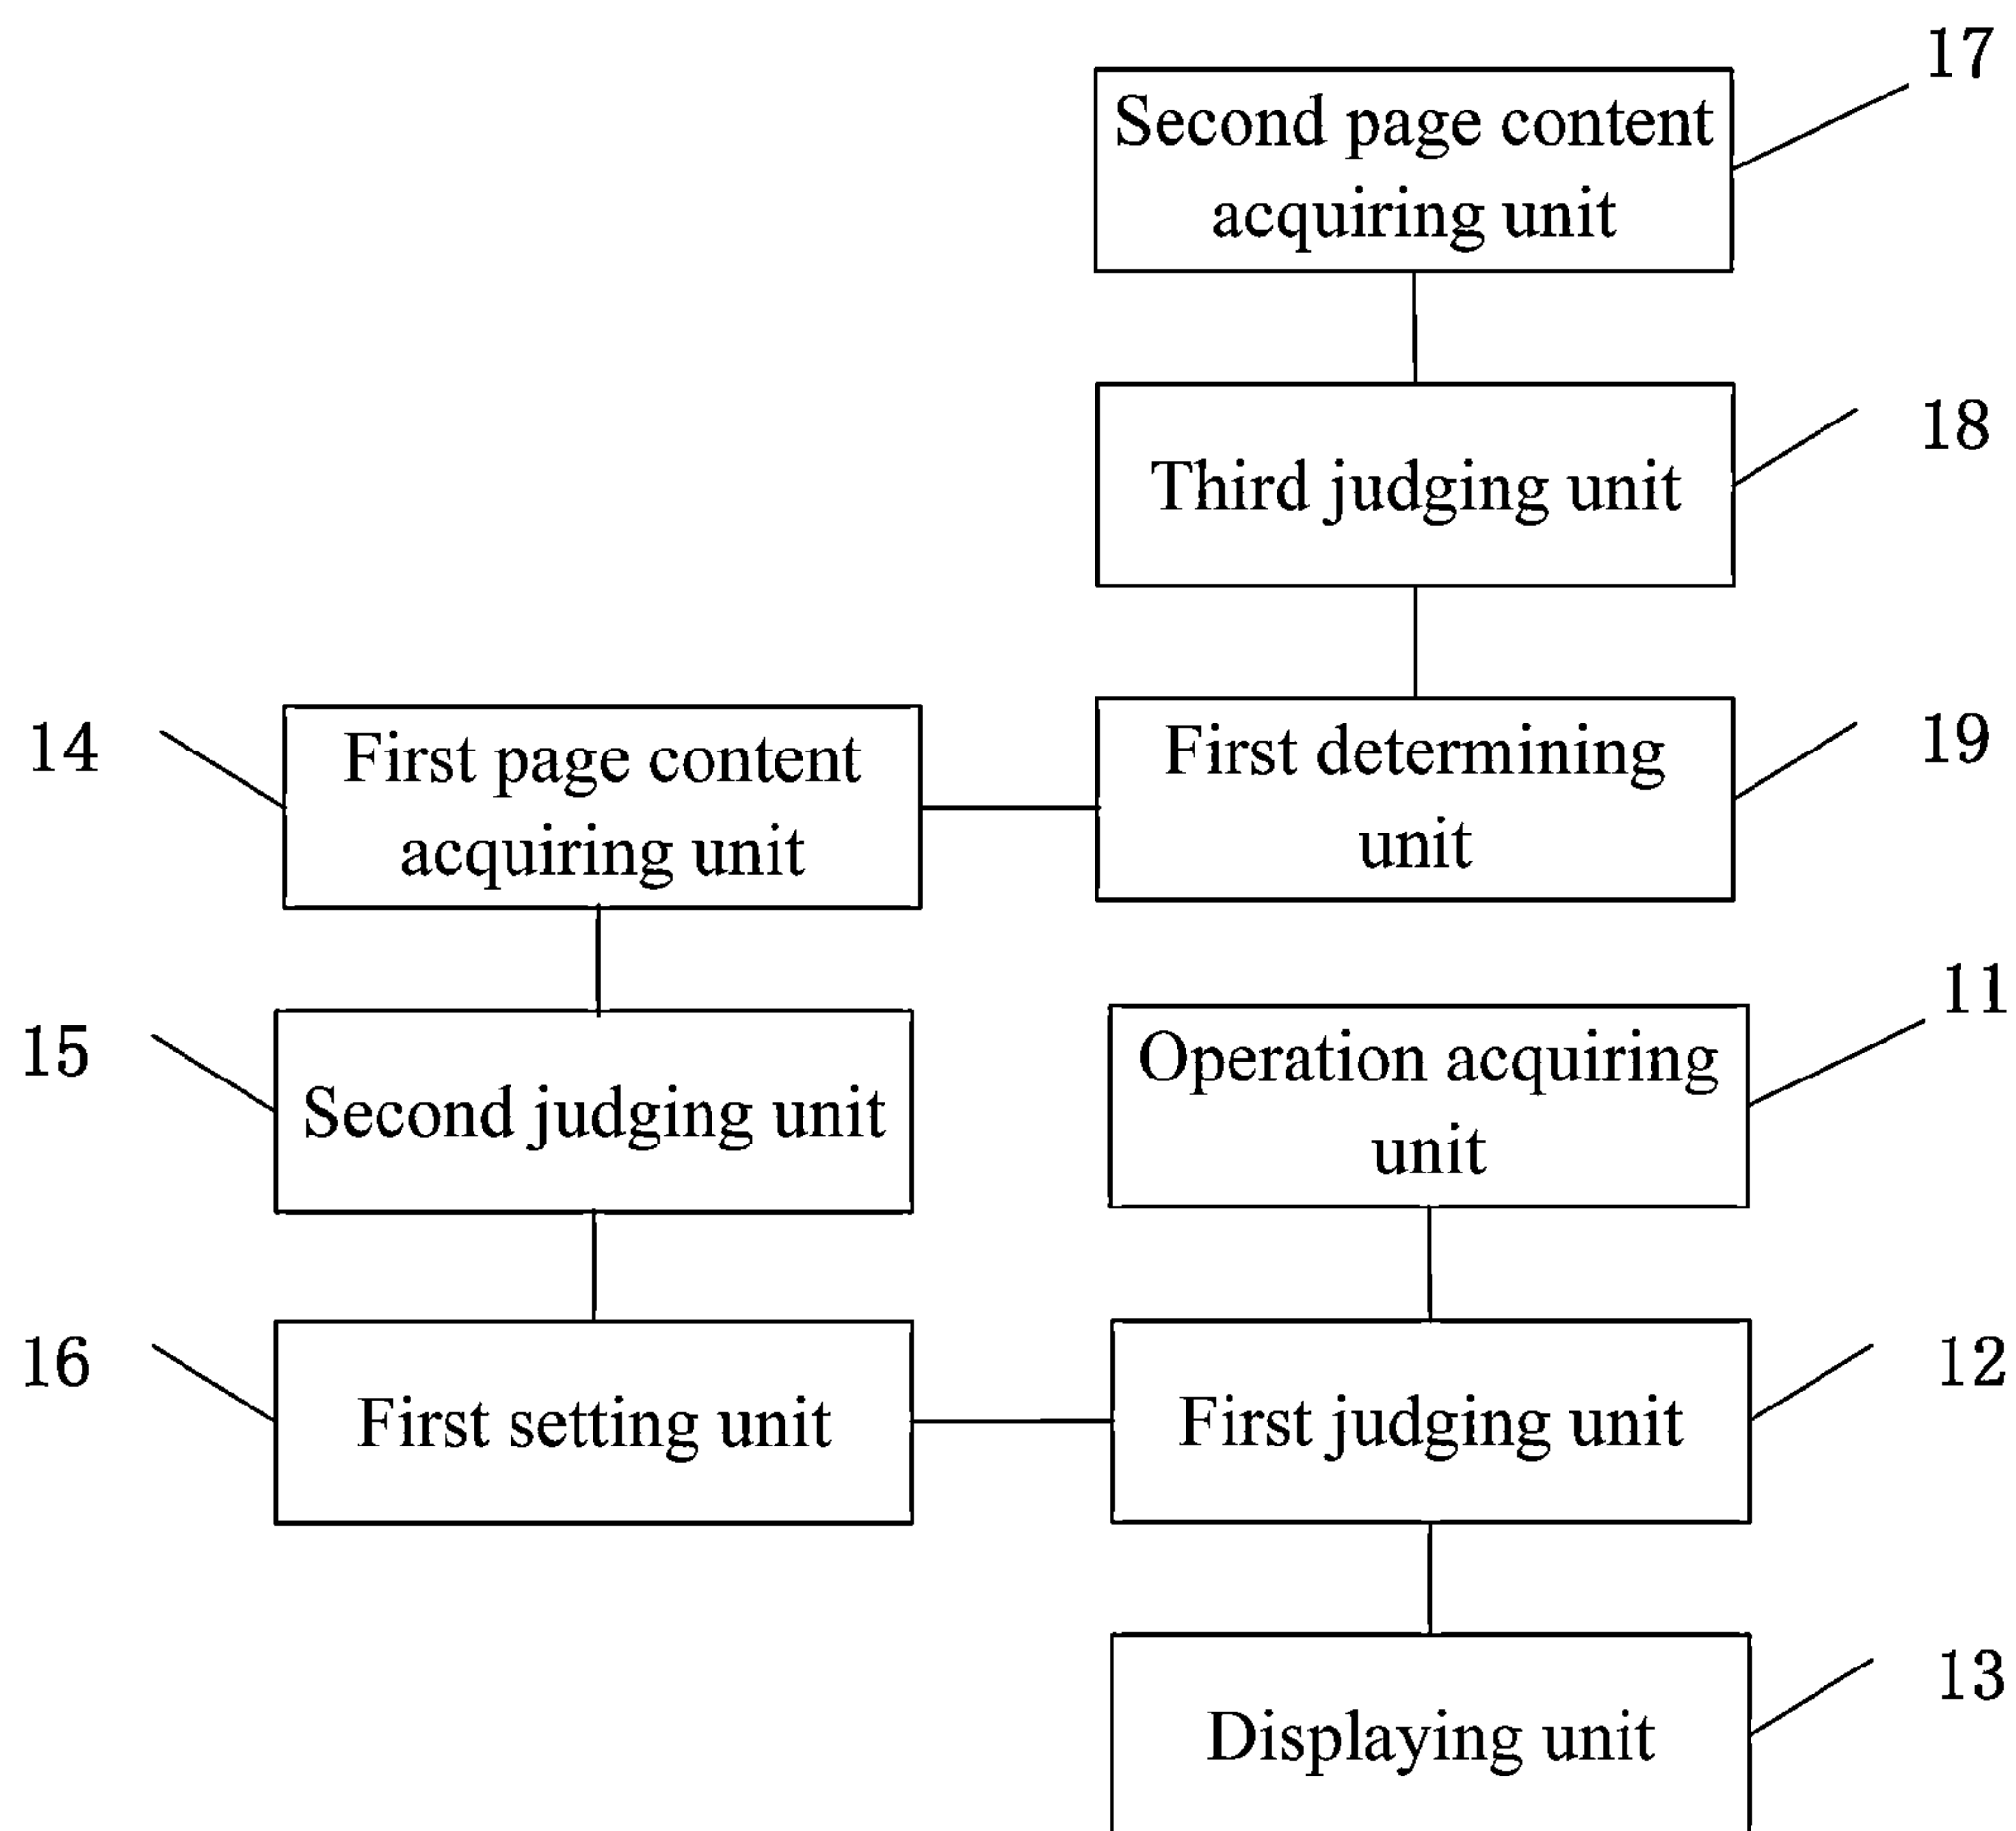 17
Second page content
acquiring unit
18
Third judging unit
14
First page content
acquiring unit
19
First determining
unit
15
Second judging unit
11
Operation acquiring
unit
16
First setting unit
12
First judging unit
13
Displaying unit